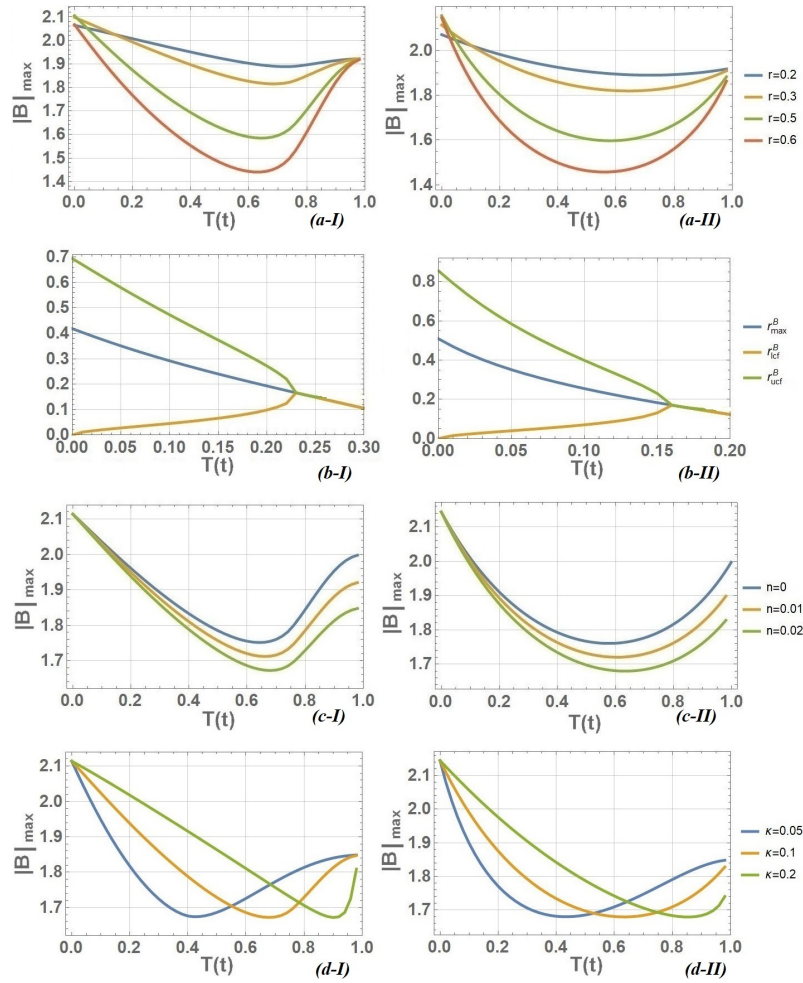 2.1
2.0
1.9
1.8
1.7
1.6
1.5
1.4
|B|max
0.0 0.2 0.4 0.6 0.8 1.0
T(t)
(a-I)
2.0
1.8
1.6
1.4
|B|max
0.0 0.2 0.4 0.6 0.8 1.0
T(t)
(a-II)
r=0.2
r=0.3
r=0.5
r=0.6
0.7
0.6
0.5
0.4
0.3
0.2
0.1
0.0
0.00 0.05 0.10 0.15 0.20 0.25 0.30
T(t)
(b-I)
0.8
0.6
0.4
0.2
0.0
0.00 0.05 0.10 0.15 0.20
T(t)
(b-II)
r^B_max
r^B_lcf
r^B_ucf
2.1
2.0
1.9
1.8
1.7
|B|max
0.0 0.2 0.4 0.6 0.8 1.0
T(t)
(c-I)
2.1
2.0
1.9
1.8
1.7
|B|max
0.0 0.2 0.4 0.6 0.8 1.0
T(t)
(c-II)
n=0
n=0.01
n=0.02
2.1
2.0
1.9
1.8
1.7
|B|max
0.0 0.2 0.4 0.6 0.8 1.0
T(t)
(d-I)
2.1
2.0
1.9
1.8
1.7
|B|max
0.0 0.2 0.4 0.6 0.8 1.0
T(t)
(d-II)
κ=0.05
κ=0.1
κ=0.2